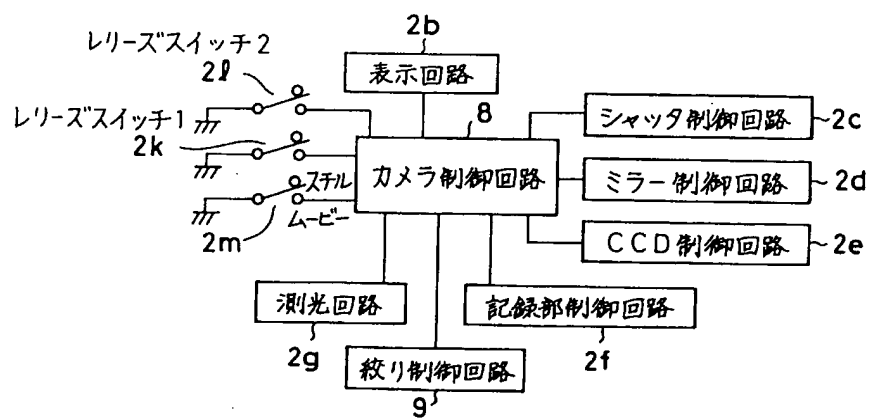 レリーズスイッチ2
2l
2b
表示回路
8
シャッタ制御回路
2c
レリーズスイッチ1
2k
カメラ制御回路
ミラー制御回路
2d
スチル
ムービー
2m
CCD制御回路
2e
測光回路
2g
記録部制御回路
2f
絞り制御回路
9